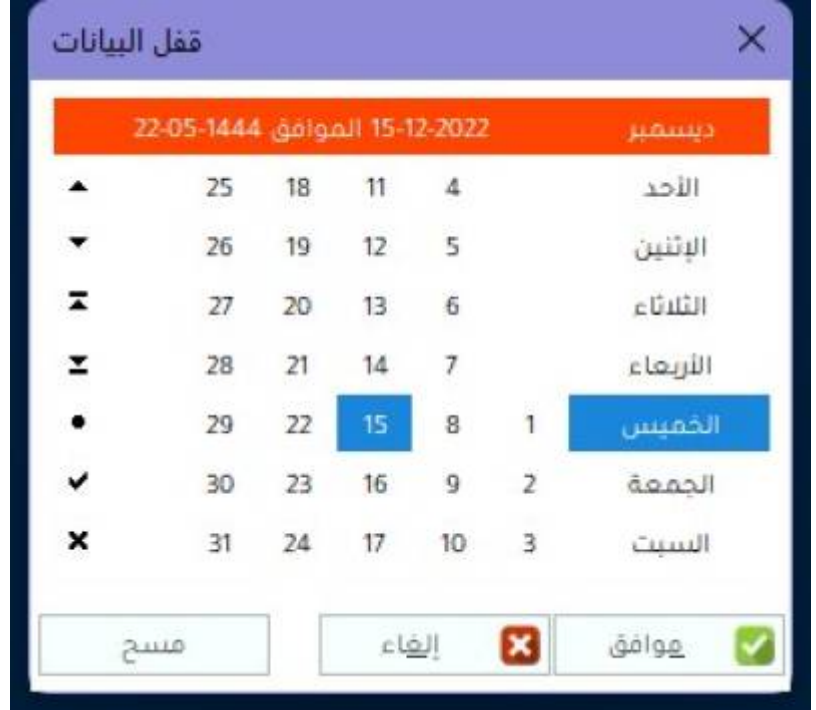 قفل البيانات
ديسمبر 15-12-2022 الموافق 1444-05-22
الأحد 4 11 18 25
الإثنين 5 12 19 26
الثلاثاء 6 13 20 27
الأربعاء 7 14 21 28
الخميس 1 8 15 22 29
الجمعة 2 9 16 23 30
السبت 3 10 17 24 31
موافق إلغاء مسح